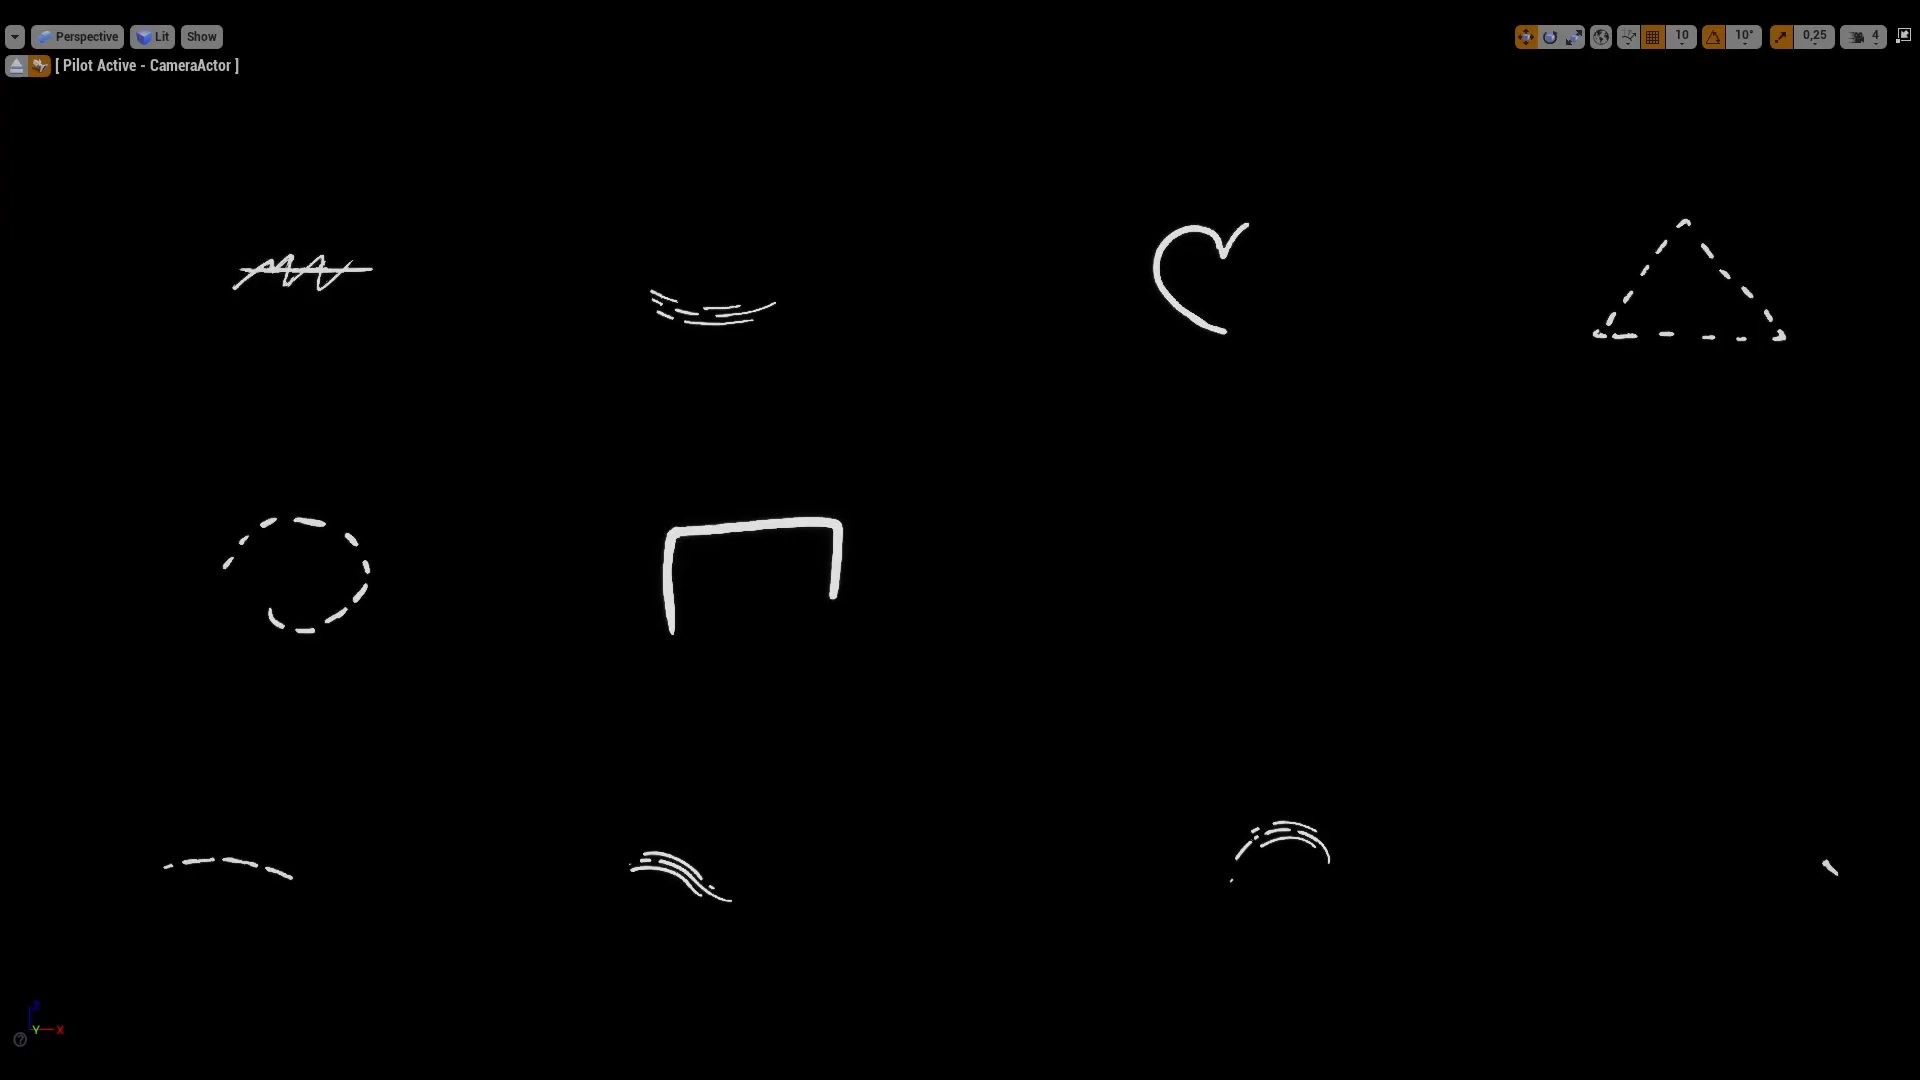 Perspective Lit Show 10 10° 0,25 4
[ Pilot Active - CameraActor ]
Z
Y X
?